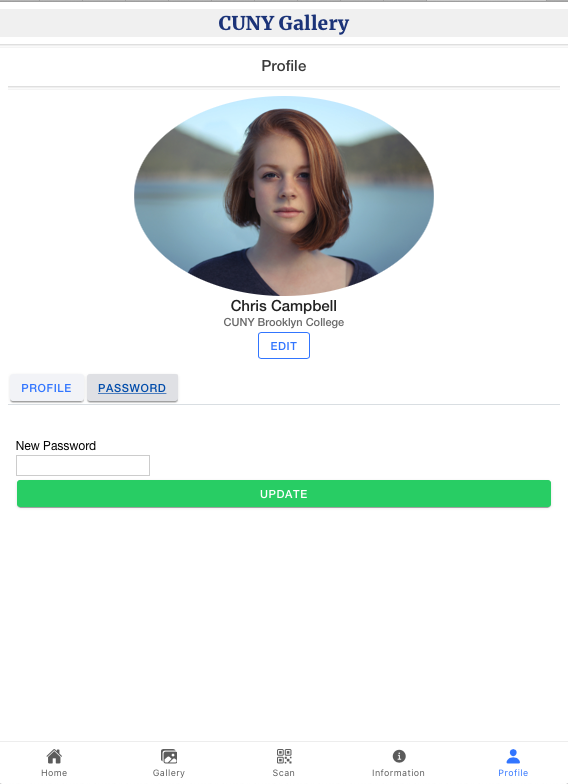 CUNY Gallery
Profile
Chris Campbell
CUNY Brooklyn College
EDIT
PROFILE PASSWORD
New Password
UPDATE
Home Gallery Scan Information Profile